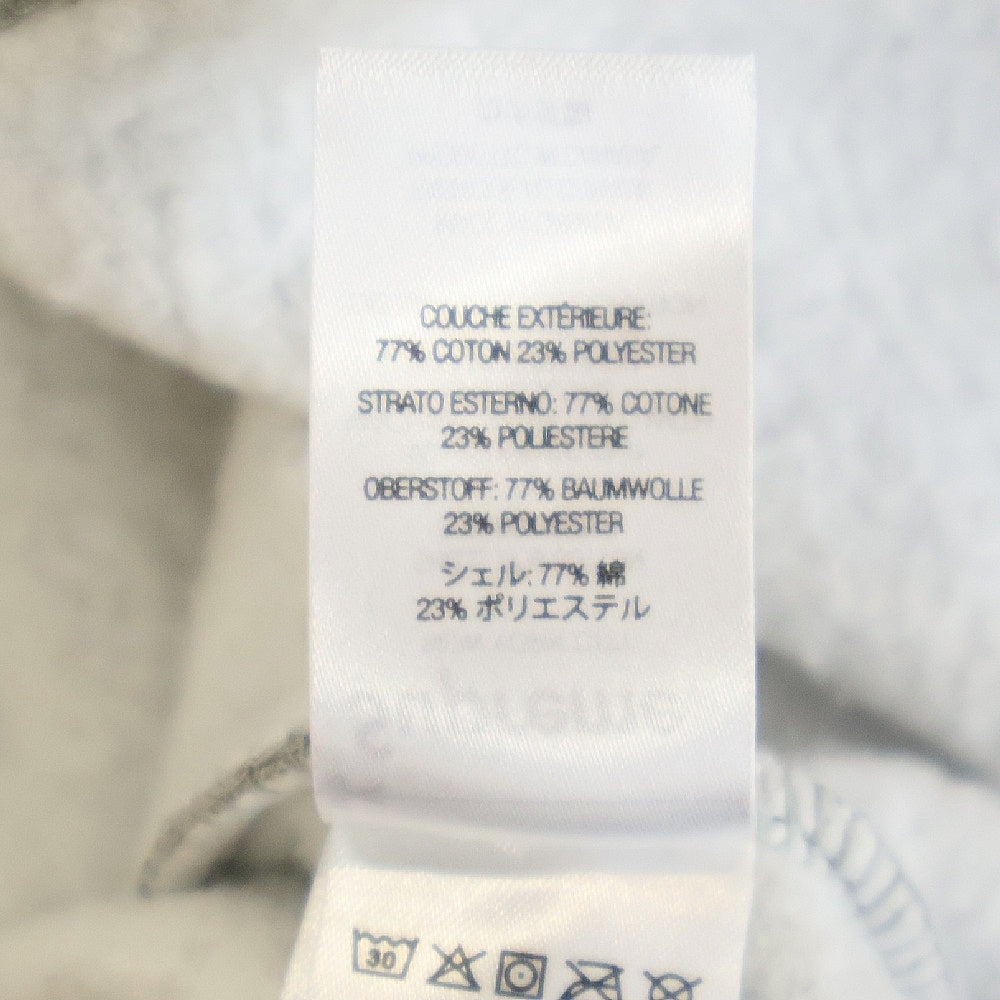 COUCHE EXTÉRIEURE:
77% COTON 23% POLYESTER
STRATO ESTERNO: 77% COTONE
23% POLIESTERE
OBERSTOFF: 77% BAUMWOLLE
23% POLYESTER
シェル: 77% 綿
23% ポリエステル
30